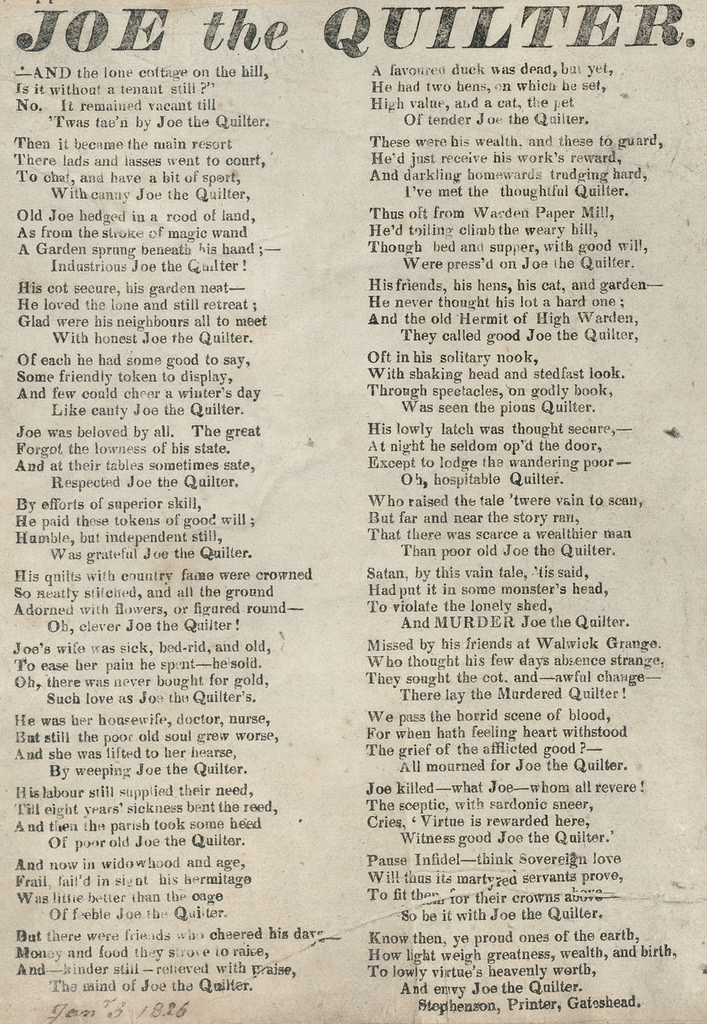 JOE the QUILTER.
—AND the lone cottage on the hill,
Is it without a tenant still ?"
No. It remained vacant till
'Twas tae'n by Joe the Quilter.
Then it became the main resort
There lads and lasses went to court,
To chat, and have a bit of sport,
With canny Joe the Quilter,
Old Joe hedged in a rood of land,
As from the stroke of magic wand
A Garden sprung beneath his hand ;—
Industrious Joe the Quilter !
His cot secure, his garden neat—
He loved the lone and still retreat ;
Glad were his neighbours all to meet
With honest Joe the Quilter.
Of each he had some good to say,
Some friendly token to display,
And few could cheer a winter's day
Like canty Joe the Quilter.
Joe was beloved by all. The great
Forgot the lowness of his state.
And at their tables sometimes sate,
Respected Joe the Quilter.
By efforts of superior skill,
He paid these tokens of good will ;
Humble, but independent still,
Was grateful Joe the Quilter.
His quilts with country fame were crowned
So neatly stitched, and all the ground
Adorned with flowers, or figured round—
Oh, clever Joe the Quilter !
Joe's wife was sick, bed-rid, and old,
To ease her pain he spent—he sold.
Oh, there was never bought for gold,
Such love as Joe the Quilter's.
He was her housewife, doctor, nurse,
But still the poor old soul grew worse,
And she was lifted to her hearse,
By weeping Joe the Quilter.
His labour still supplied their need,
Till eight years' sickness bent the reed,
And then the parish took some heed
Of poor old Joe the Quilter.
And now in widowhood and age,
Frail, fail'd in sight his hermitage
Was little better than the cage
Of feeble Joe the Quilter.
But there were friends who cheered his days
Money and food they strove to raise,
And—kinder still—relieved with praise,
The mind of Joe the Quilter.
Jan'y 3 1826
A favoured duck was dead, but yet,
He had two hens, on which he set,
High value, and a cat, the pet
Of tender Joe the Quilter.
These were his wealth, and these to guard,
He'd just receive his work's reward,
And darkling homewards trudging hard,
I've met the thoughtful Quilter.
Thus oft from Warden Paper Mill,
He'd toiling climb the weary hill,
Though bed and supper, with good will,
Were press'd on Joe the Quilter.
His friends, his hens, his cat, and garden—
He never thought his lot a hard one ;
And the old Hermit of High Warden,
They called good Joe the Quilter,
Oft in his solitary nook,
With shaking head and stedfast look.
Through spectacles, on godly book,
Was seen the pious Quilter.
His lowly latch was thought secure,—
At night he seldom op'd the door,
Except to lodge the wandering poor—
Oh, hospitable Quilter.
Who raised the tale 'twere vain to scan,
But far and near the story ran,
That there was scarce a wealthier man
Than poor old Joe the Quilter.
Satan, by this vain tale, 'tis said,
Had put it in some monster's head,
To violate the lonely shed,
And MURDER Joe the Quilter.
Missed by his friends at Walwick Grange.
Who thought his few days absence strange,
They sought the cot, and—awful change—
There lay the Murdered Quilter !
We pass the horrid scene of blood,
For when hath feeling heart withstood
The grief of the afflicted good ?—
All mourned for Joe the Quilter.
Joe killed—what Joe—whom all revere !
The sceptic, with sardonic sneer,
Cries, ' Virtue is rewarded here,
Witness good Joe the Quilter.'
Pause Infidel—think Sovereign love
Will thus its martyred servants prove,
To fit them for their crowns above—
So be it with Joe the Quilter.
Know then, ye proud ones of the earth,
How light weigh greatness, wealth, and birth,
To lowly virtue's heavenly worth,
And envy Joe the Quilter.
Stephenson, Printer, Gateshead.